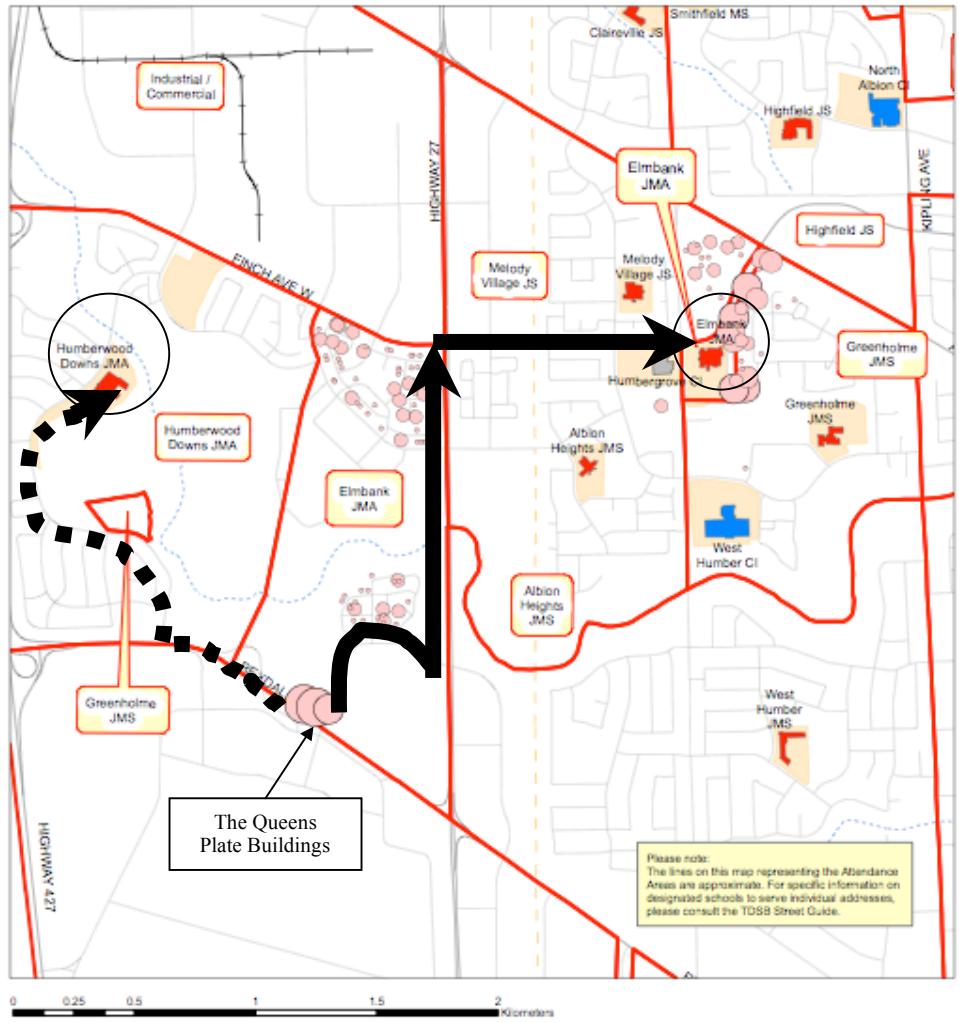 Smithfield MS
Claireville JS
Industrial /
Commercial
North
Albion CI
Highfield JS
HIGHWAY 27
Elmbank
JMA
KIPLING AVE
Highfield JS
FINCH AVE W
Melody
Village JS
Melody
Village JS
Humberwood
Downs JMA
Elmbank
JMA
Greenholme
JMS
Humbergrove CI
Greenholme
JMS
Humberwood
Downs JMA
Albion
Heights JMS
Elmbank
JMA
West
Humber CI
Albion
Heights
JMS
REXDAL
Greenholme
JMS
West
Humber
JMS
The Queens
Plate Buildings
HIGHWAY 427
Please note:
The lines on this map representing the Attendance
Areas are approximate. For specific information on
designated schools to serve individual addresses,
please consult the TDSB Street Guide.
0 0.25 0.5 1 1.5 2
Kilometers